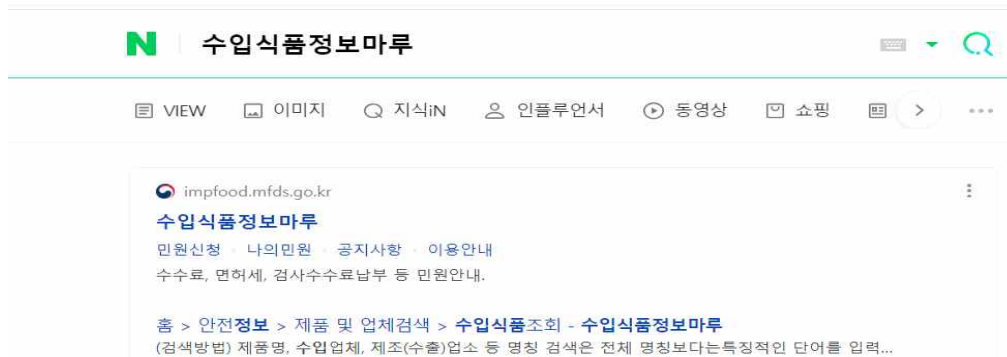 N 수입식품정보마루
VIEW 이미지 지식iN 인플루언서 동영상 쇼핑
impfood.mfds.go.kr
수입식품정보마루
민원신청 · 나의민원 · 공지사항 · 이용안내
수수료, 면허세, 검사수수료납부 등 민원안내.
홈 > 안전정보 > 제품 및 업체검색 > 수입식품조회 - 수입식품정보마루
(검색방법) 제품명, 수입업체, 제조(수출)업소 등 명칭 검색은 전체 명칭보다는특징적인 단어를 입력...